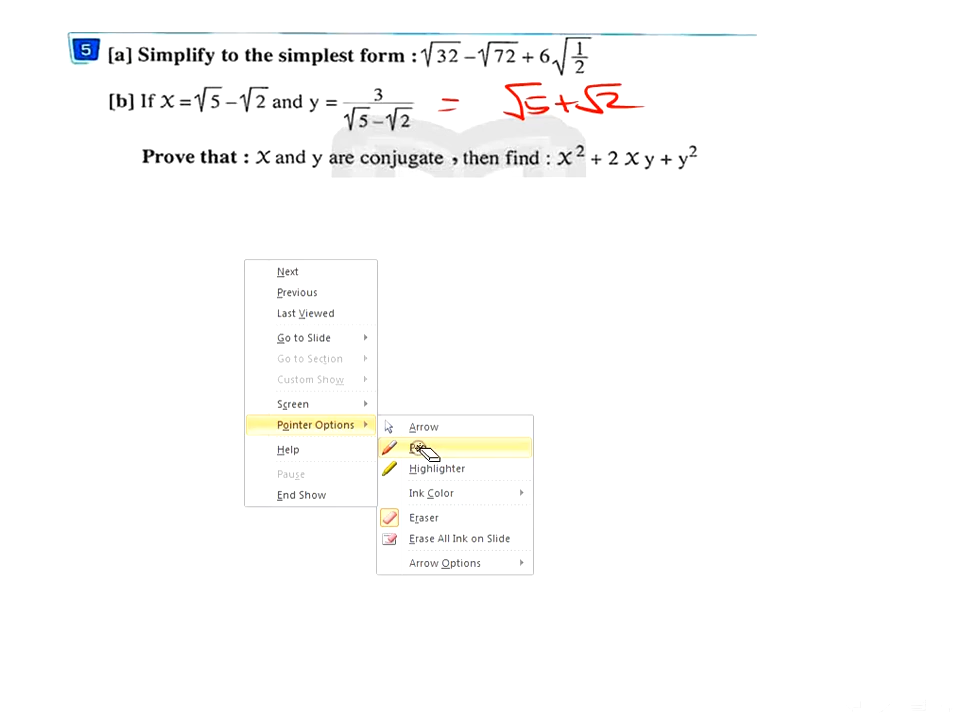 5 [a] Simplify to the simplest form : √32 – √72 + 6 √(1/2)
[b] If x = √5 – √2 and y = 3/(√5 – √2) = √5 + √2
Prove that : x and y are conjugate , then find : x² + 2 x y + y²
Next
Previous
Last Viewed
Go to Slide
Go to Section
Custom Show
Screen
Pointer Options
Help
Pause
End Show
Arrow
Highlighter
Ink Color
Eraser
Erase All Ink on Slide
Arrow Options